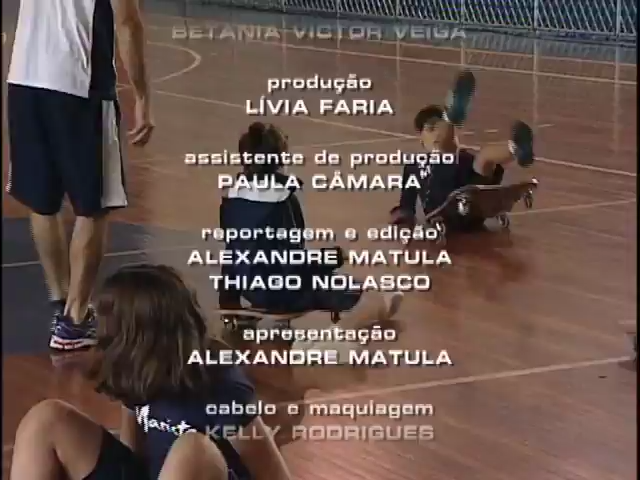 BETANIA VICTOR VEIGA
produção
LÍVIA FARIA
assistente de produção
PAULA CÂMARA
reportagem e edição
ALEXANDRE MATULA
THIAGO NOLASCO
apresentação
ALEXANDRE MATULA
cabelo e maquiagem
KELLY RODRIGUES
Marista